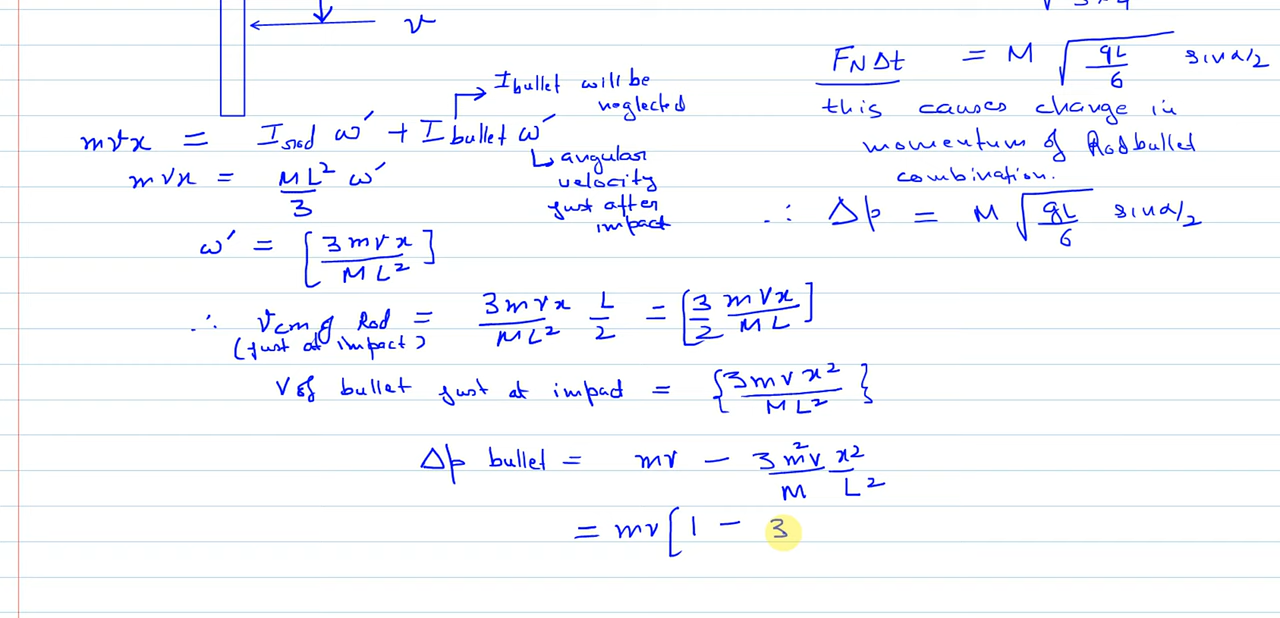 v
F_N Δt = M √(gL/6) sin α/2
this causes change in
momentum of Rod bullet
combination.
∴ Δp = M √(gL/6) sin α/2
I bullet will be
neglected
mvx = I_rod ω' + I_bullet ω'
angular
velocity
just after
impact
mvx = ML²/3 ω'
ω' = [3mvx/ML²]
∴ Vcm of Rod = 3mvx/ML² L/2 = [3/2 mvx/ML]
(just at impact)
V of bullet just at impact = {3mvx²/ML²}
Δp bullet = mv − 3m²v/M x²/L²
= mv[1 − 3